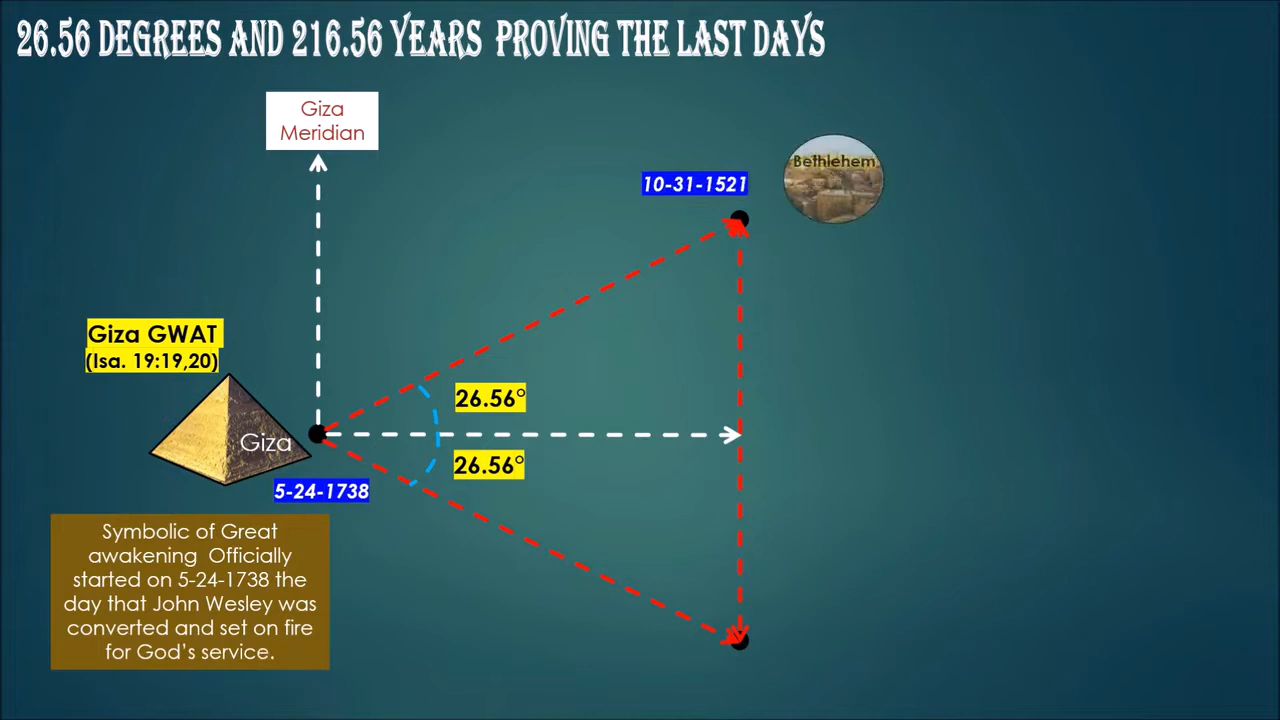 26.56 DEGREES AND 216.56 YEARS PROVING THE LAST DAYS
Giza
Meridian
Bethlehem
10-31-1521
Giza GWAT
(Isa. 19:19,20)
26.56°
Giza
26.56°
5-24-1738
Symbolic of Great
awakening Officially
started on 5-24-1738 the
day that John Wesley was
converted and set on fire
for God's service.